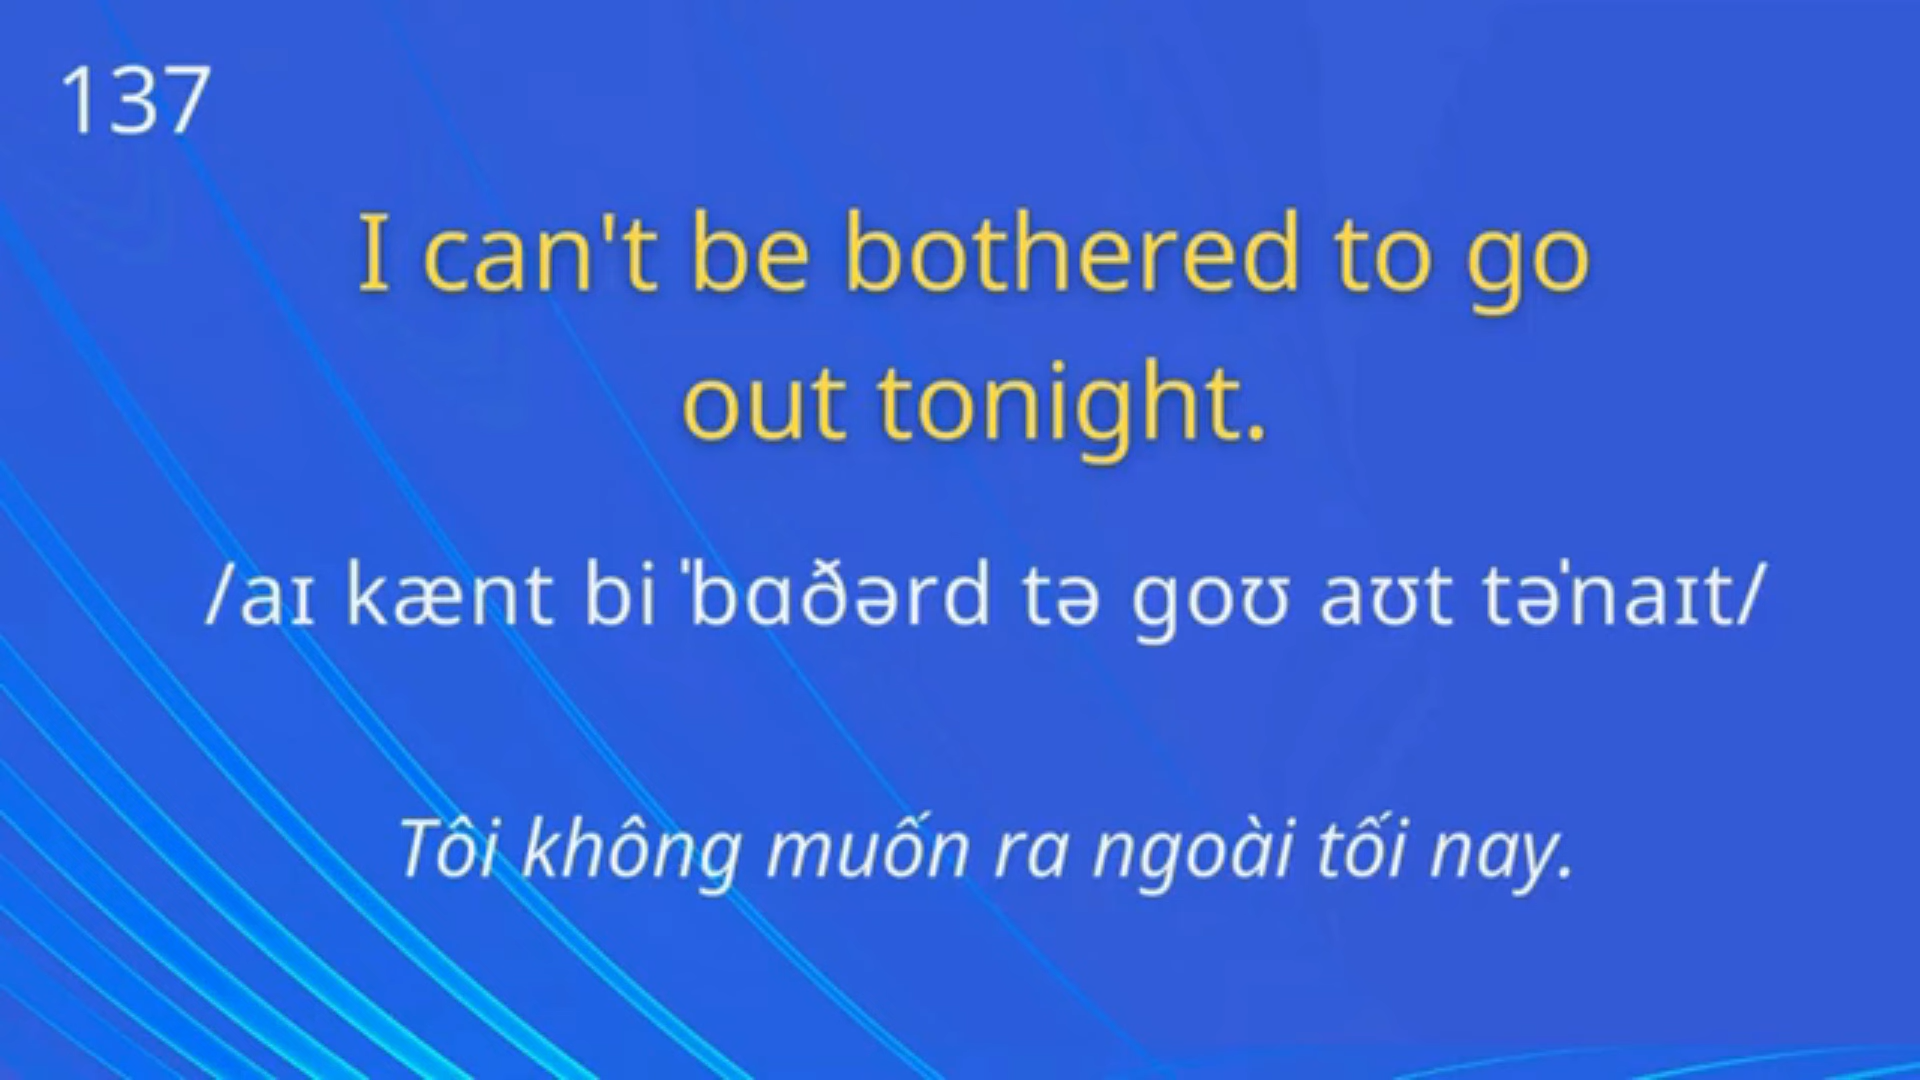 137
I can't be bothered to go
out tonight.
/aɪ kænt bi ˈbɑðərd tə goʊ aʊt təˈnaɪt/
Tôi không muốn ra ngoài tối nay.